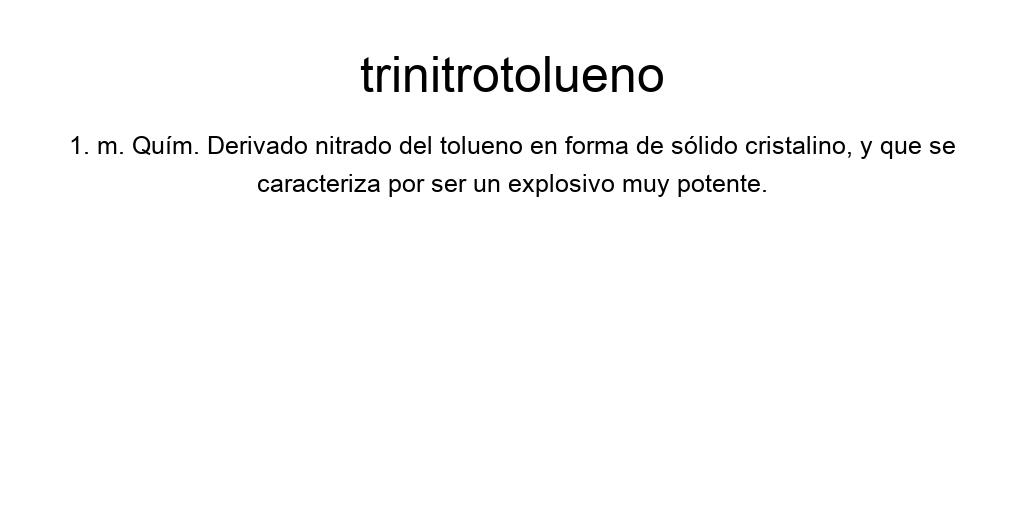 trinitrotolueno
1. m. Quím. Derivado nitrado del tolueno en forma de sólido cristalino, y que se
caracteriza por ser un explosivo muy potente.